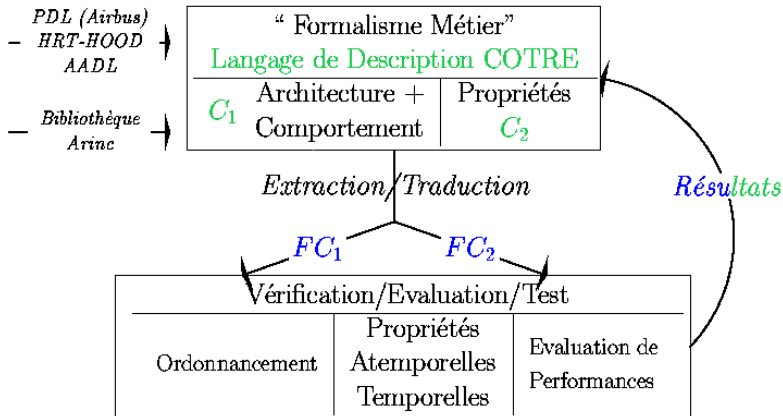 PDL (Airbus)
HRT-HOOD
AADL
Bibliothèque
Arinc
“ Formalisme Métier”
Langage de Description COTRE
C1 Architecture +
Comportement
Propriétés
C2
Extraction/Traduction
Résultats
FC1
FC2
Vérification/Evaluation/Test
Ordonnancement
Propriétés
Atemporelles
Temporelles
Evaluation de
Performances